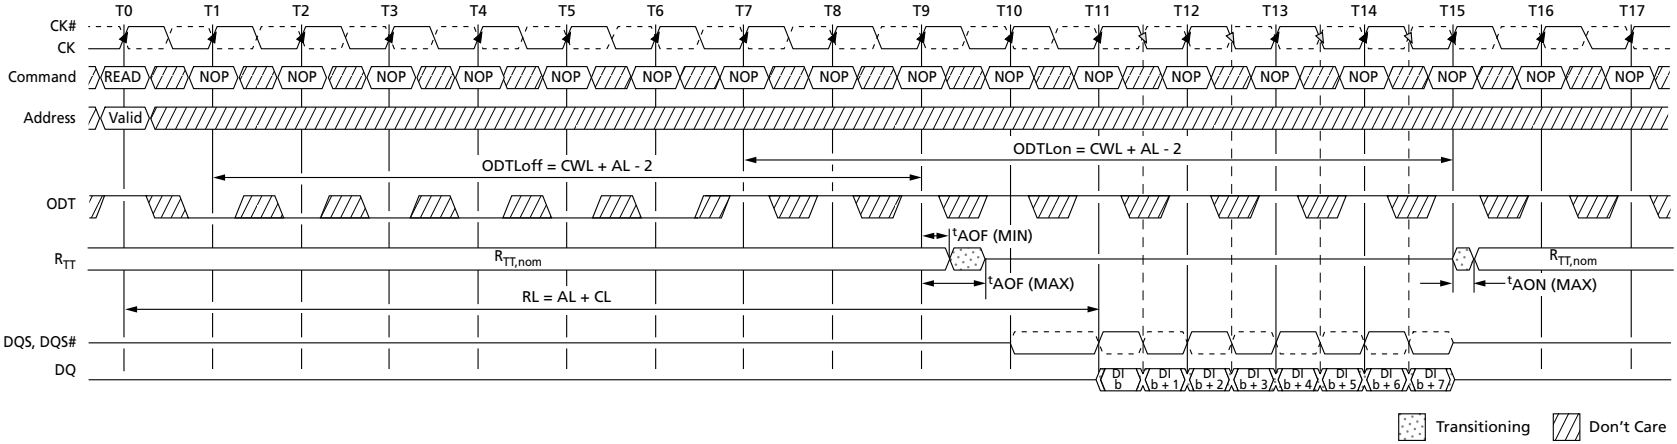 T0 T1 T2 T3 T4 T5 T6 T7 T8 T9 T10 T11 T12 T13 T14 T15 T16 T17
CK#
CK
Command READ NOP NOP NOP NOP NOP NOP NOP NOP NOP NOP NOP NOP NOP NOP NOP NOP NOP
Address Valid
ODTLon = CWL + AL - 2
ODTLoff = CWL + AL - 2
ODT
tAOF (MIN)
RTT RTT,nom RTT,nom
tAOF (MAX) tAON (MAX)
RL = AL + CL
DQS, DQS#
DQ DI b DI b + 1 DI b + 2 DI b + 3 DI b + 4 DI b + 5 DI b + 6 DI b + 7
Transitioning Don't Care